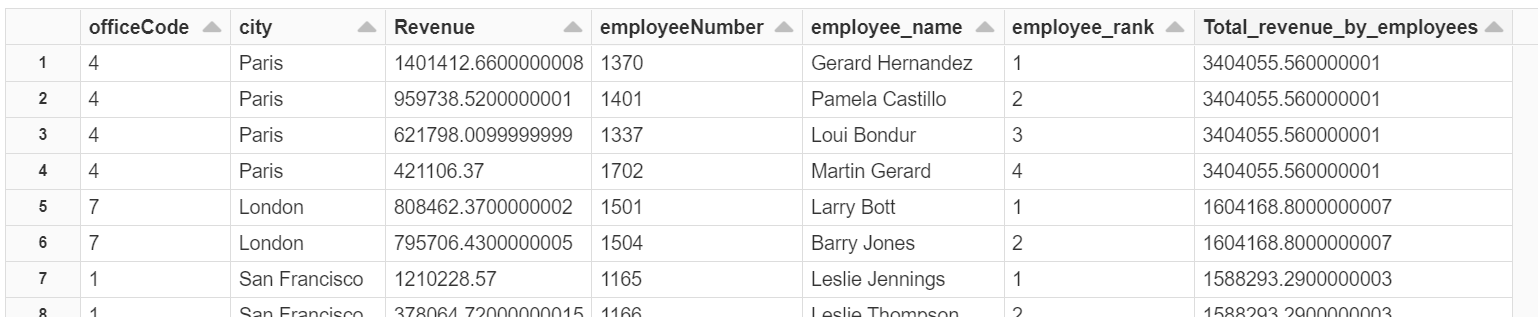 officeCode city Revenue employeeNumber employee_name employee_rank Total_revenue_by_employees
1 4 Paris 1401412.6600000008 1370 Gerard Hernandez 1 3404055.560000001
2 4 Paris 959738.5200000001 1401 Pamela Castillo 2 3404055.560000001
3 4 Paris 621798.0099999999 1337 Loui Bondur 3 3404055.560000001
4 4 Paris 421106.37 1702 Martin Gerard 4 3404055.560000001
5 7 London 808462.3700000002 1501 Larry Bott 1 1604168.8000000007
6 7 London 795706.4300000005 1504 Barry Jones 2 1604168.8000000007
7 1 San Francisco 1210228.57 1165 Leslie Jennings 1 1588293.2900000003
8 1 San Francisco 378064.72000000015 1166 Leslie Thompson 2 1588293.2900000003